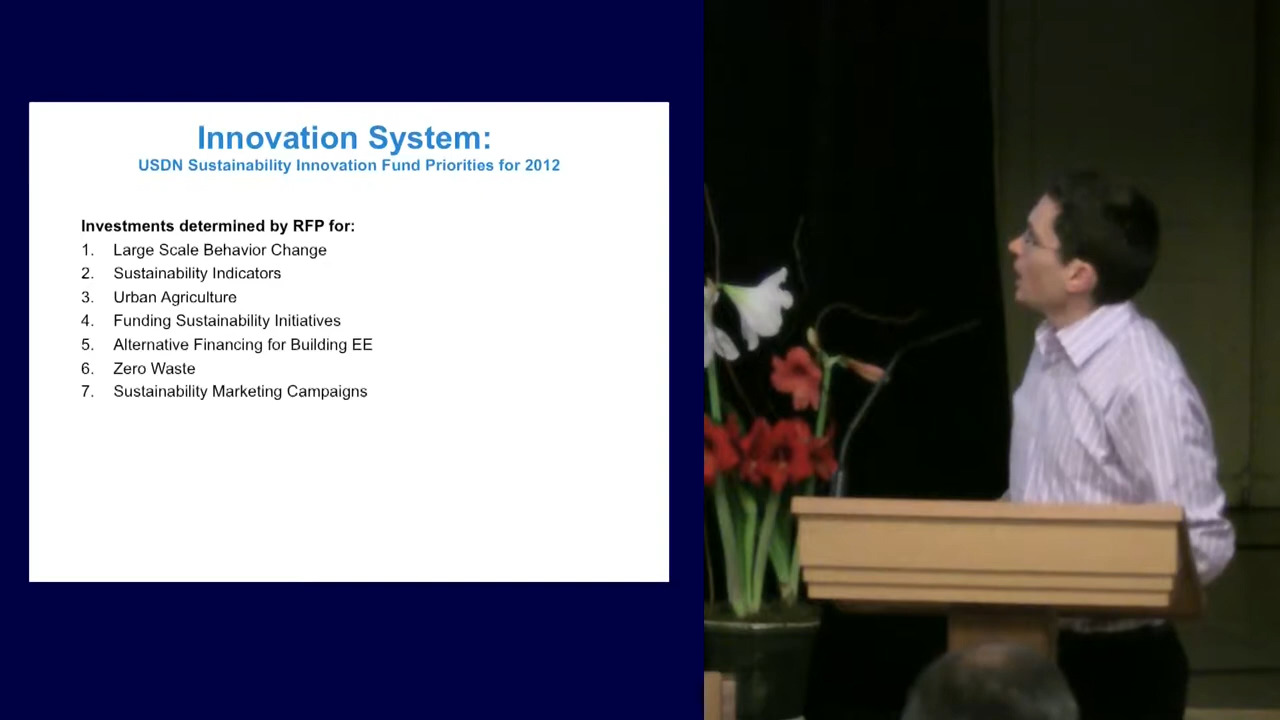 Innovation System:
USDN Sustainability Innovation Fund Priorities for 2012
Investments determined by RFP for:
1. Large Scale Behavior Change
2. Sustainability Indicators
3. Urban Agriculture
4. Funding Sustainability Initiatives
5. Alternative Financing for Building EE
6. Zero Waste
7. Sustainability Marketing Campaigns